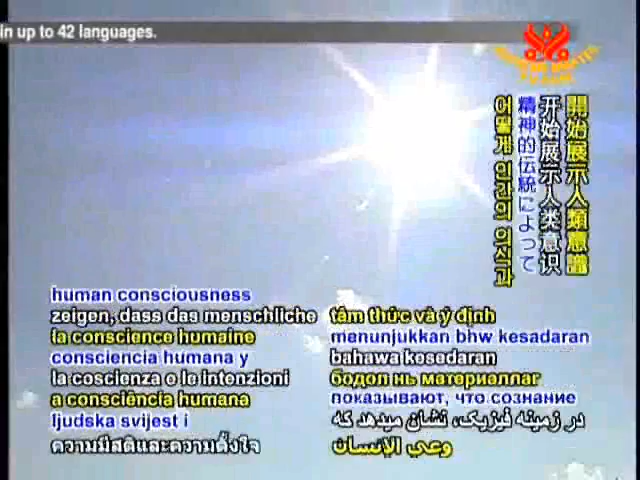 in up to 42 languages.
開始展示人類意識
开始展示人类意识
精神的伝統によって
어떻게 인간의 의식과
human consciousness
zeigen, dass das menschliche
la conscience humaine
consciencia humana y
la coscienza o le intenzioni
a consciência humana
ljudska svijest i
ความมีสติและความตั้งใจ
tâm thức và ý định
menunjukkan bhw kesadaran
bahawa kesedaran
бодол нь материаллаг
показывают, что сознание
در زمینه فیزیک، نشان میدهد که
وعي الإنسان